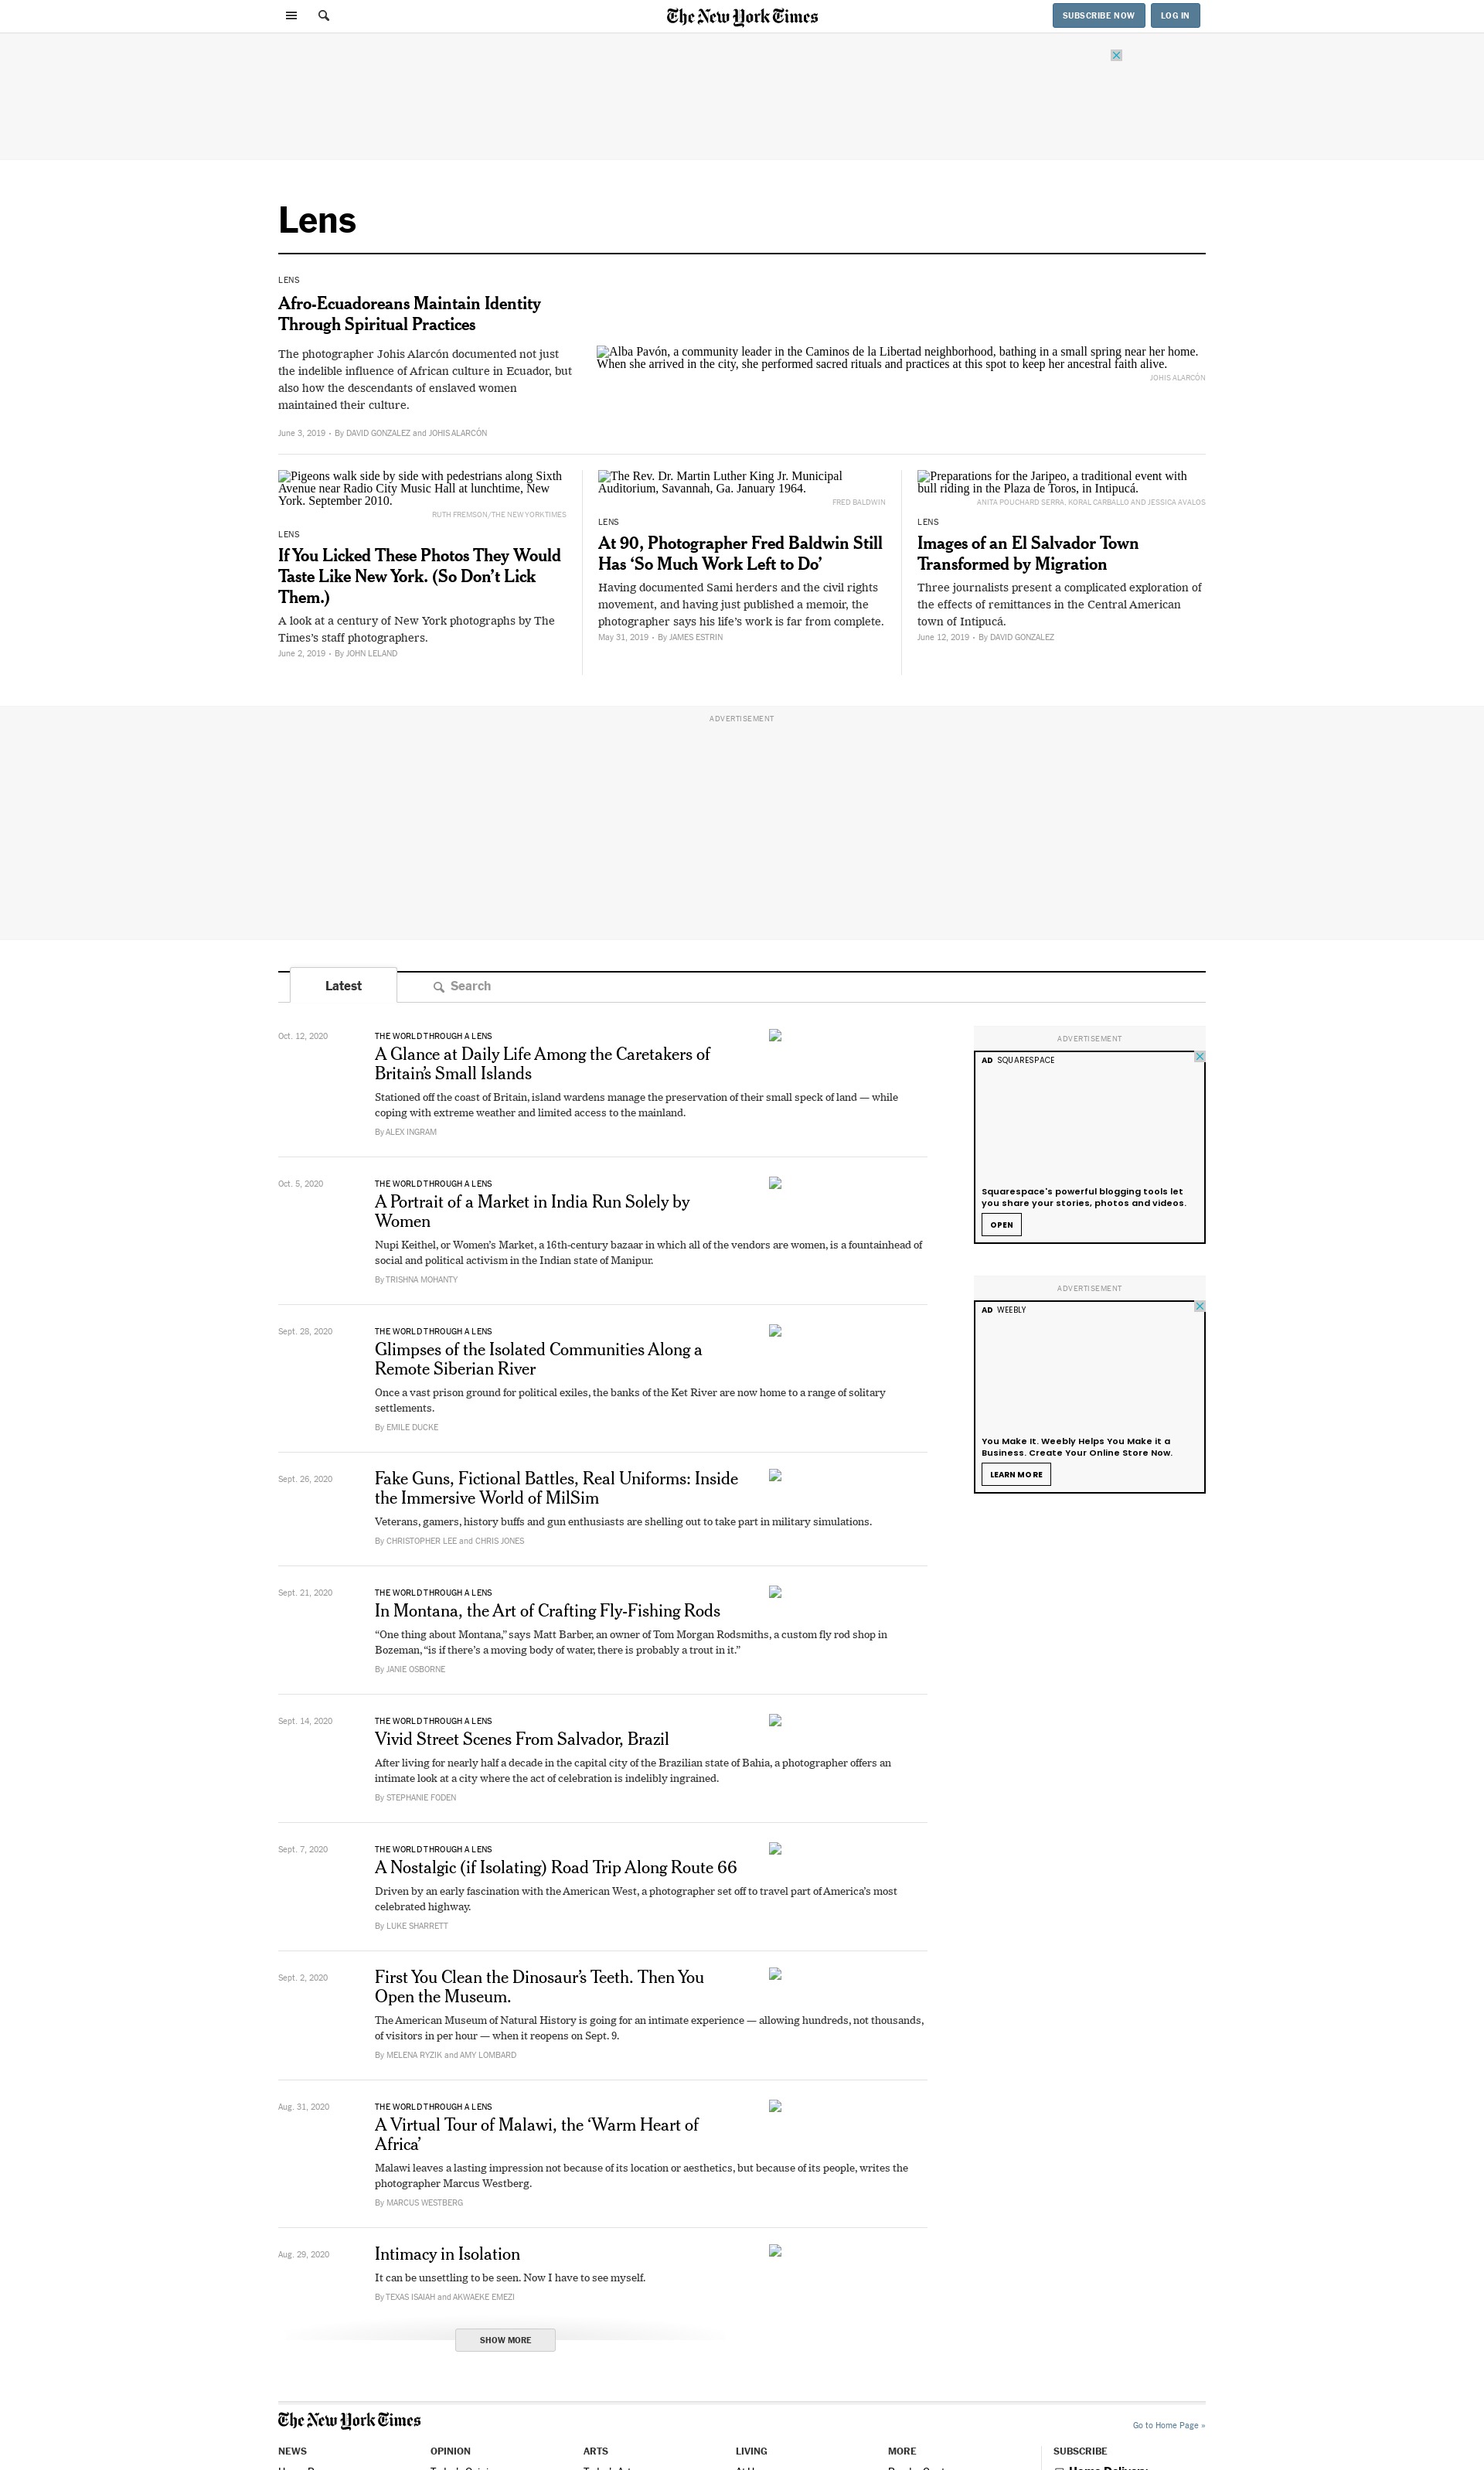 The New York Times
SUBSCRIBE NOW
LOG IN
Lens
LENS
Afro-Ecuadoreans Maintain Identity
Through Spiritual Practices
The photographer Johis Alarcón documented not just
the indelible influence of African culture in Ecuador, but
also how the descendants of enslaved women
maintained their culture.
June 3, 2019 • By DAVID GONZALEZ and JOHIS ALARCÓN
Alba Pavón, a community leader in the Caminos de la Libertad neighborhood, bathing in a small spring near her home.
When she arrived in the city, she performed sacred rituals and practices at this spot to keep her ancestral faith alive.
JOHIS ALARCÓN
Pigeons walk side by side with pedestrians along Sixth
Avenue near Radio City Music Hall at lunchtime, New
York. September 2010.
RUTH FREMSON/THE NEW YORK TIMES
LENS
If You Licked These Photos They Would
Taste Like New York. (So Don’t Lick
Them.)
A look at a century of New York photographs by The
Times’s staff photographers.
June 2, 2019 • By JOHN LELAND
The Rev. Dr. Martin Luther King Jr. Municipal
Auditorium, Savannah, Ga. January 1964.
FRED BALDWIN
LENS
At 90, Photographer Fred Baldwin Still
Has ‘So Much Work Left to Do’
Having documented Sami herders and the civil rights
movement, and having just published a memoir, the
photographer says his life’s work is far from complete.
May 31, 2019 • By JAMES ESTRIN
Preparations for the Jaripeo, a traditional event with
bull riding in the Plaza de Toros, in Intipucá.
ANITA POUCHARD SERRA, KORAL CARBALLO AND JESSICA AVALOS
LENS
Images of an El Salvador Town
Transformed by Migration
Three journalists present a complicated exploration of
the effects of remittances in the Central American
town of Intipucá.
June 12, 2019 • By DAVID GONZALEZ
ADVERTISEMENT
Latest
Search
Oct. 12, 2020
THE WORLD THROUGH A LENS
A Glance at Daily Life Among the Caretakers of
Britain’s Small Islands
Stationed off the coast of Britain, island wardens manage the preservation of their small speck of land — while
coping with extreme weather and limited access to the mainland.
By ALEX INGRAM
Oct. 5, 2020
THE WORLD THROUGH A LENS
A Portrait of a Market in India Run Solely by
Women
Nupi Keithel, or Women’s Market, a 16th-century bazaar in which all of the vendors are women, is a fountainhead of
social and political activism in the Indian state of Manipur.
By TRISHNA MOHANTY
Sept. 28, 2020
THE WORLD THROUGH A LENS
Glimpses of the Isolated Communities Along a
Remote Siberian River
Once a vast prison ground for political exiles, the banks of the Ket River are now home to a range of solitary
settlements.
By EMILE DUCKE
Sept. 26, 2020
Fake Guns, Fictional Battles, Real Uniforms: Inside
the Immersive World of MilSim
Veterans, gamers, history buffs and gun enthusiasts are shelling out to take part in military simulations.
By CHRISTOPHER LEE and CHRIS JONES
Sept. 21, 2020
THE WORLD THROUGH A LENS
In Montana, the Art of Crafting Fly-Fishing Rods
“One thing about Montana,” says Matt Barber, an owner of Tom Morgan Rodsmiths, a custom fly rod shop in
Bozeman, “is if there’s a moving body of water, there is probably a trout in it.”
By JANIE OSBORNE
Sept. 14, 2020
THE WORLD THROUGH A LENS
Vivid Street Scenes From Salvador, Brazil
After living for nearly half a decade in the capital city of the Brazilian state of Bahia, a photographer offers an
intimate look at a city where the act of celebration is indelibly ingrained.
By STEPHANIE FODEN
Sept. 7, 2020
THE WORLD THROUGH A LENS
A Nostalgic (if Isolating) Road Trip Along Route 66
Driven by an early fascination with the American West, a photographer set off to travel part of America’s most
celebrated highway.
By LUKE SHARRETT
Sept. 2, 2020
First You Clean the Dinosaur’s Teeth. Then You
Open the Museum.
The American Museum of Natural History is going for an intimate experience — allowing hundreds, not thousands,
of visitors in per hour — when it reopens on Sept. 9.
By MELENA RYZIK and AMY LOMBARD
Aug. 31, 2020
THE WORLD THROUGH A LENS
A Virtual Tour of Malawi, the ‘Warm Heart of
Africa’
Malawi leaves a lasting impression not because of its location or aesthetics, but because of its people, writes the
photographer Marcus Westberg.
By MARCUS WESTBERG
Aug. 29, 2020
Intimacy in Isolation
It can be unsettling to be seen. Now I have to see myself.
By TEXAS ISAIAH and AKWAEKE EMEZI
SHOW MORE
ADVERTISEMENT
AD SQUARESPACE
Squarespace's powerful blogging tools let
you share your stories, photos and videos.
OPEN
ADVERTISEMENT
AD WEEBLY
You Make It. Weebly Helps You Make it a
Business. Create Your Online Store Now.
LEARN MORE
The New York Times
Go to Home Page »
NEWS
OPINION
ARTS
LIVING
MORE
SUBSCRIBE